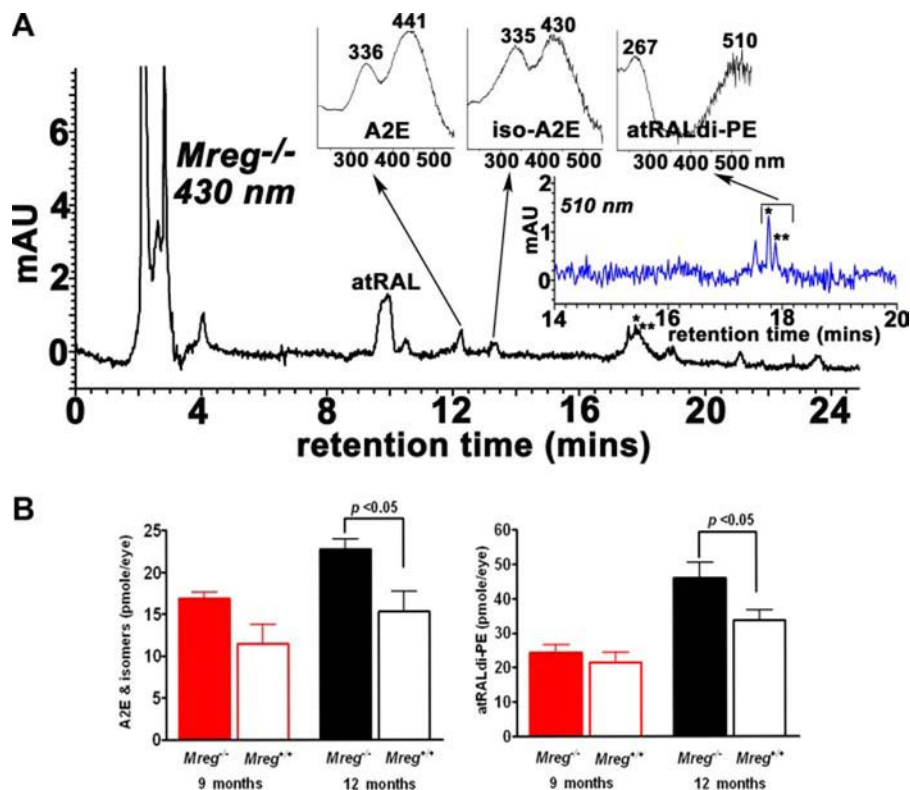 A
336
441
A2E
300 400 500
335
430
iso-A2E
300 400 500
267
510
atRALdi-PE
300 400 500 nm
Mreg-/-
430 nm
mAU
6
4
2
0
atRAL
* **
0 4 8 12 16 20 24
retention time (mins)
510 nm
mAU
2
1
0
*
**
14 16 18 20
retention time (mins)
B
A2E & isomers (pmole/eye)
25
20
15
10
5
0
p <0.05
Mreg-/- Mreg+/+ Mreg-/- Mreg+/+
9 months 12 months
atRALdi-PE (pmole/eye)
60
50
40
30
20
10
0
p <0.05
Mreg-/- Mreg+/+ Mreg-/- Mreg+/+
9 months 12 months